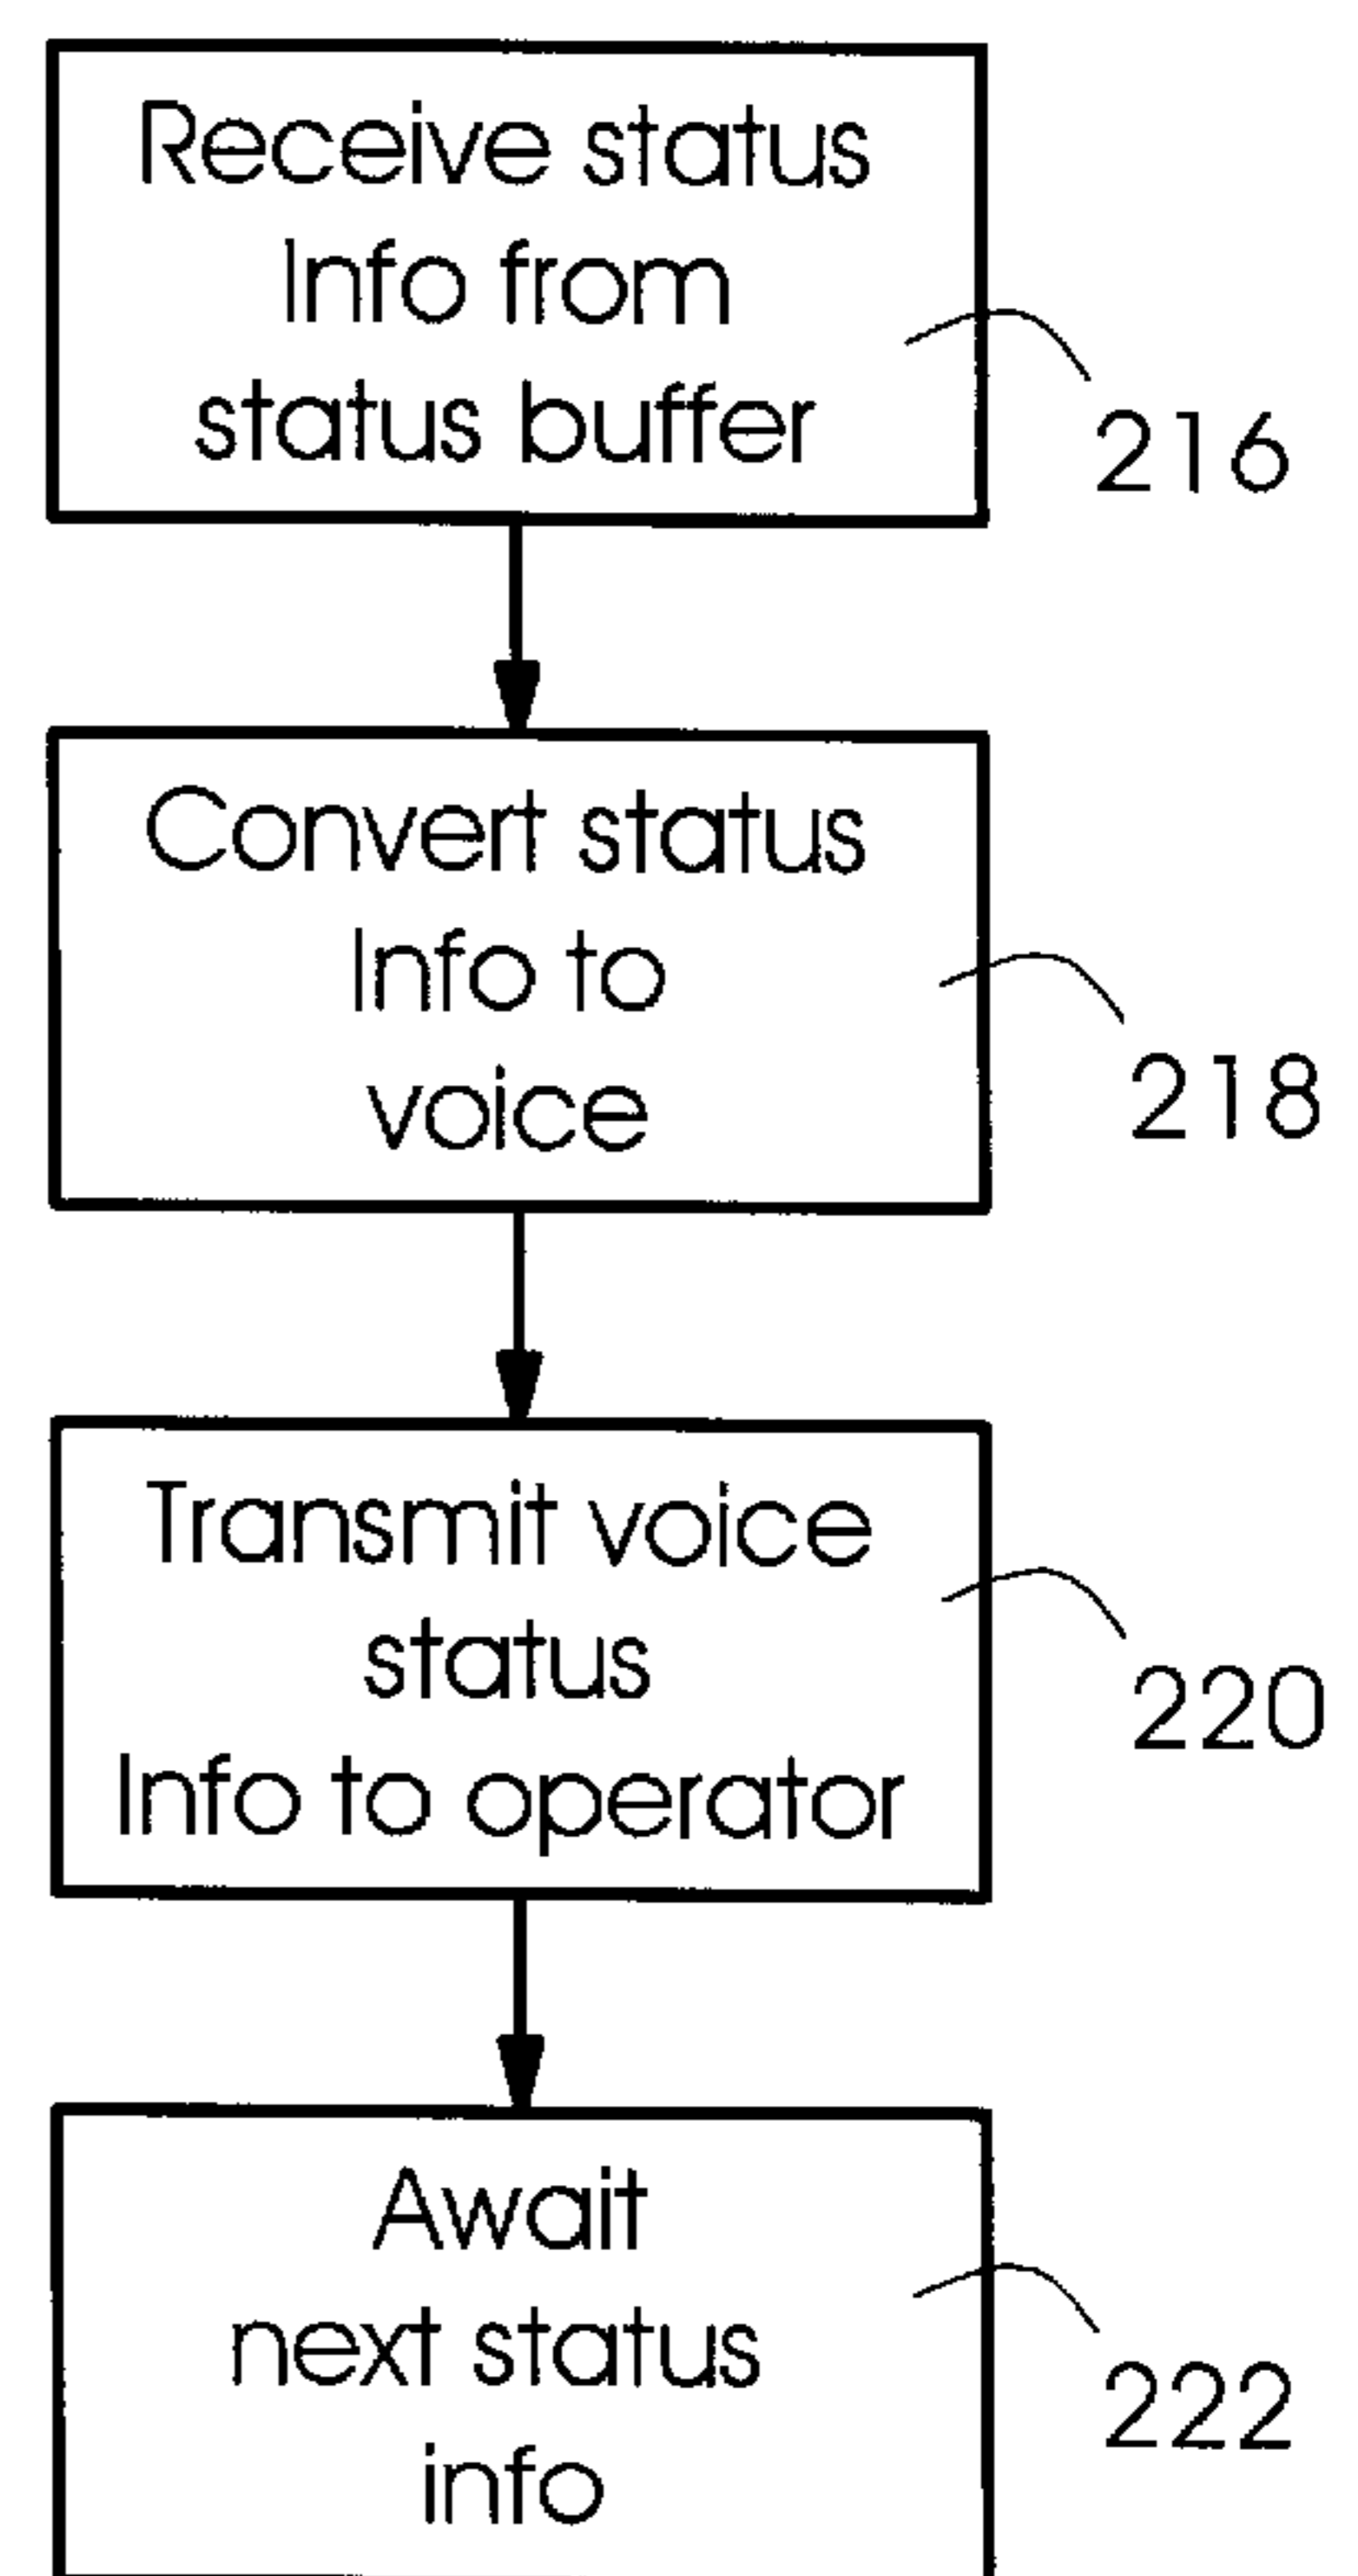 Receive status
Info from
status buffer
216
Convert status
Info to
voice
218
Transmit voice
status
Info to operator
220
Await
next status
info
222